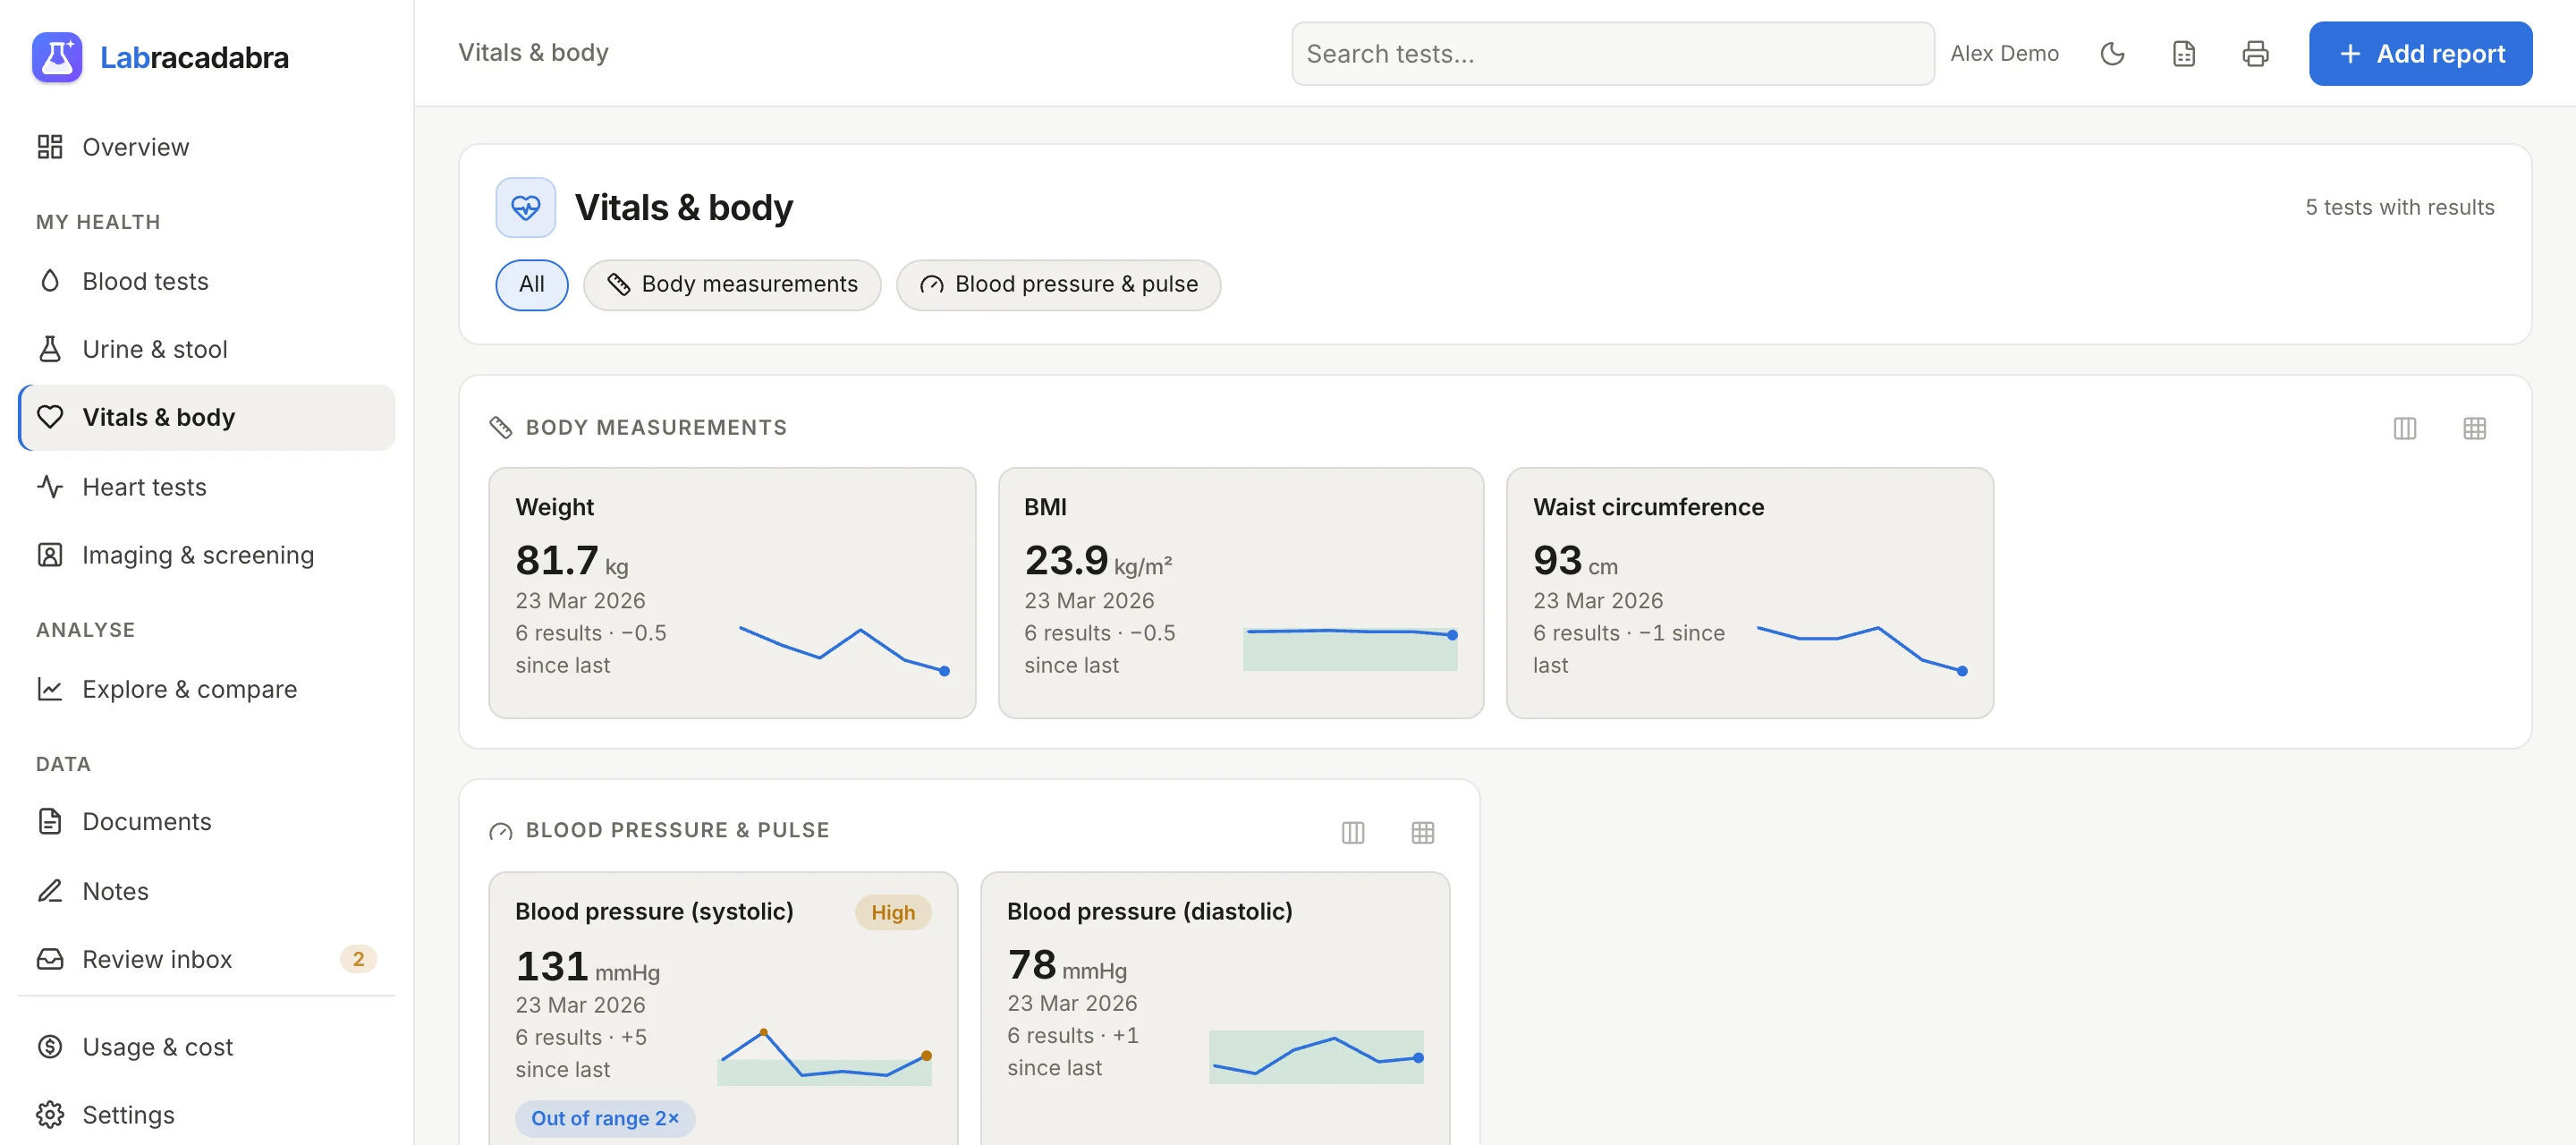 Labracadabra
Overview
MY HEALTH
Blood tests
Urine & stool
Vitals & body
Heart tests
Imaging & screening
ANALYSE
Explore & compare
DATA
Documents
Notes
Review inbox
2
Usage & cost
Settings
Vitals & body
Search tests...
Alex Demo
+ Add report
Vitals & body
5 tests with results
All
Body measurements
Blood pressure & pulse
BODY MEASUREMENTS
Weight
81.7 kg
23 Mar 2026
6 results · −0.5
since last
BMI
23.9 kg/m²
23 Mar 2026
6 results · −0.5
since last
Waist circumference
93 cm
23 Mar 2026
6 results · −1 since
last
BLOOD PRESSURE & PULSE
Blood pressure (systolic)
High
131 mmHg
23 Mar 2026
6 results · +5
since last
Out of range 2×
Blood pressure (diastolic)
78 mmHg
23 Mar 2026
6 results · +1
since last